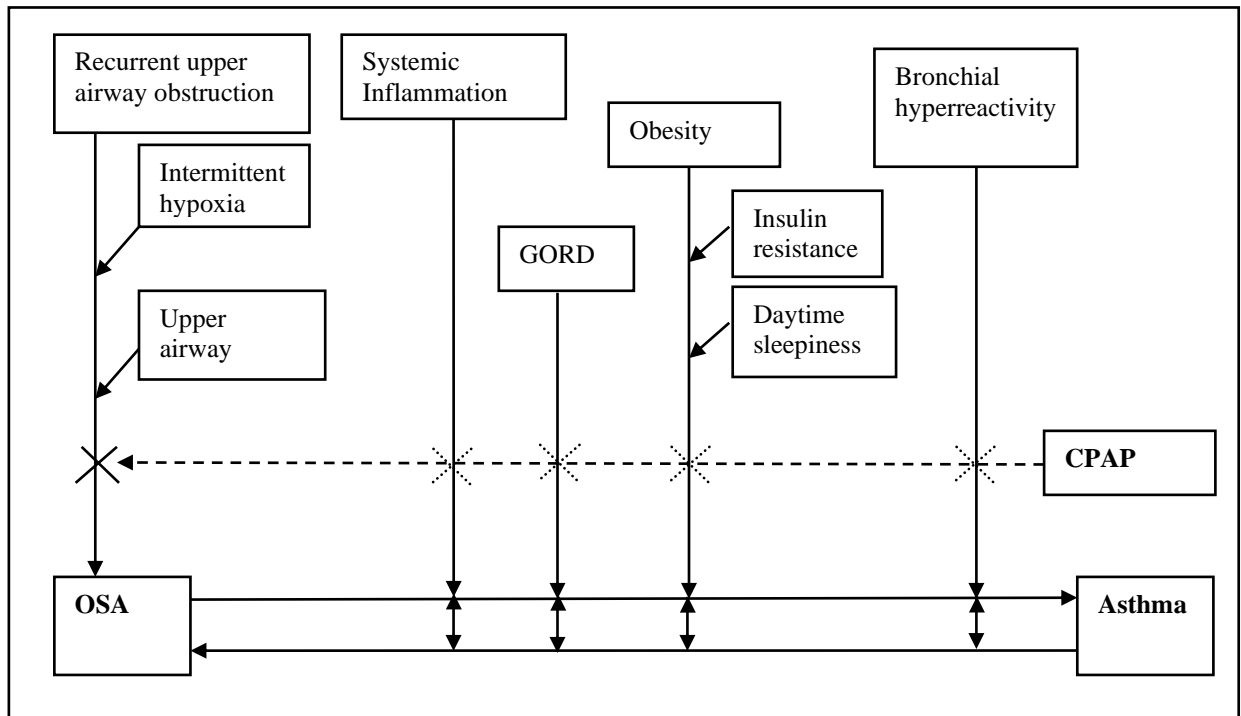 Recurrent upper
airway obstruction
Systemic
Inflammation
Bronchial
hyperreactivity
Obesity
Intermittent
hypoxia
Insulin
resistance
GORD
Upper
airway
Daytime
sleepiness
CPAP
OSA
Asthma